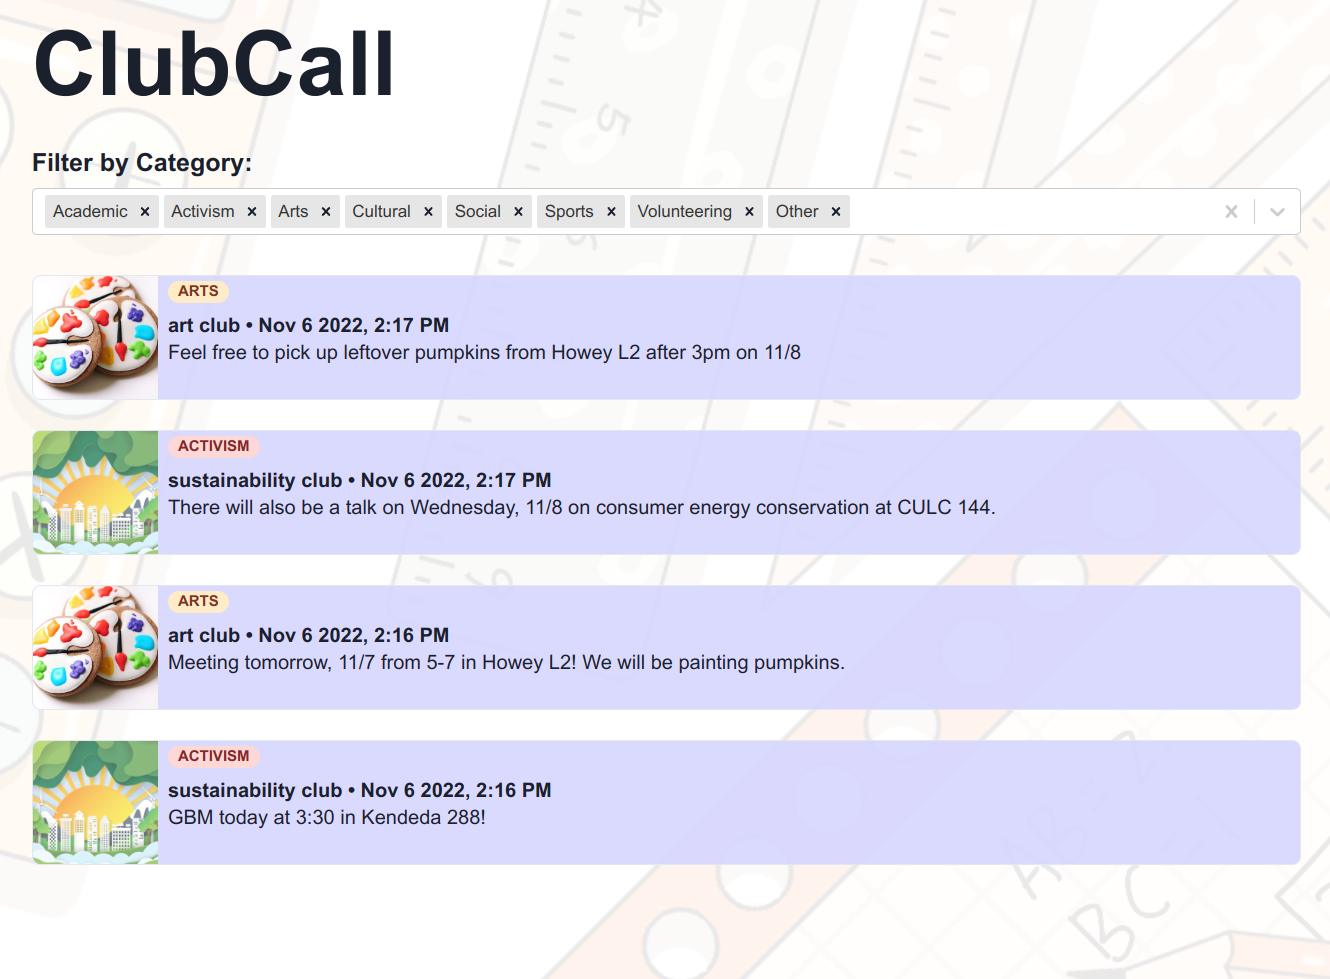 ClubCall
Filter by Category:
Academic × Activism × Arts × Cultural × Social × Sports × Volunteering × Other ×
ARTS
art club • Nov 6 2022, 2:17 PM
Feel free to pick up leftover pumpkins from Howey L2 after 3pm on 11/8
ACTIVISM
sustainability club • Nov 6 2022, 2:17 PM
There will also be a talk on Wednesday, 11/8 on consumer energy conservation at CULC 144.
ARTS
art club • Nov 6 2022, 2:16 PM
Meeting tomorrow, 11/7 from 5-7 in Howey L2! We will be painting pumpkins.
ACTIVISM
sustainability club • Nov 6 2022, 2:16 PM
GBM today at 3:30 in Kendeda 288!
4
5
6
BC